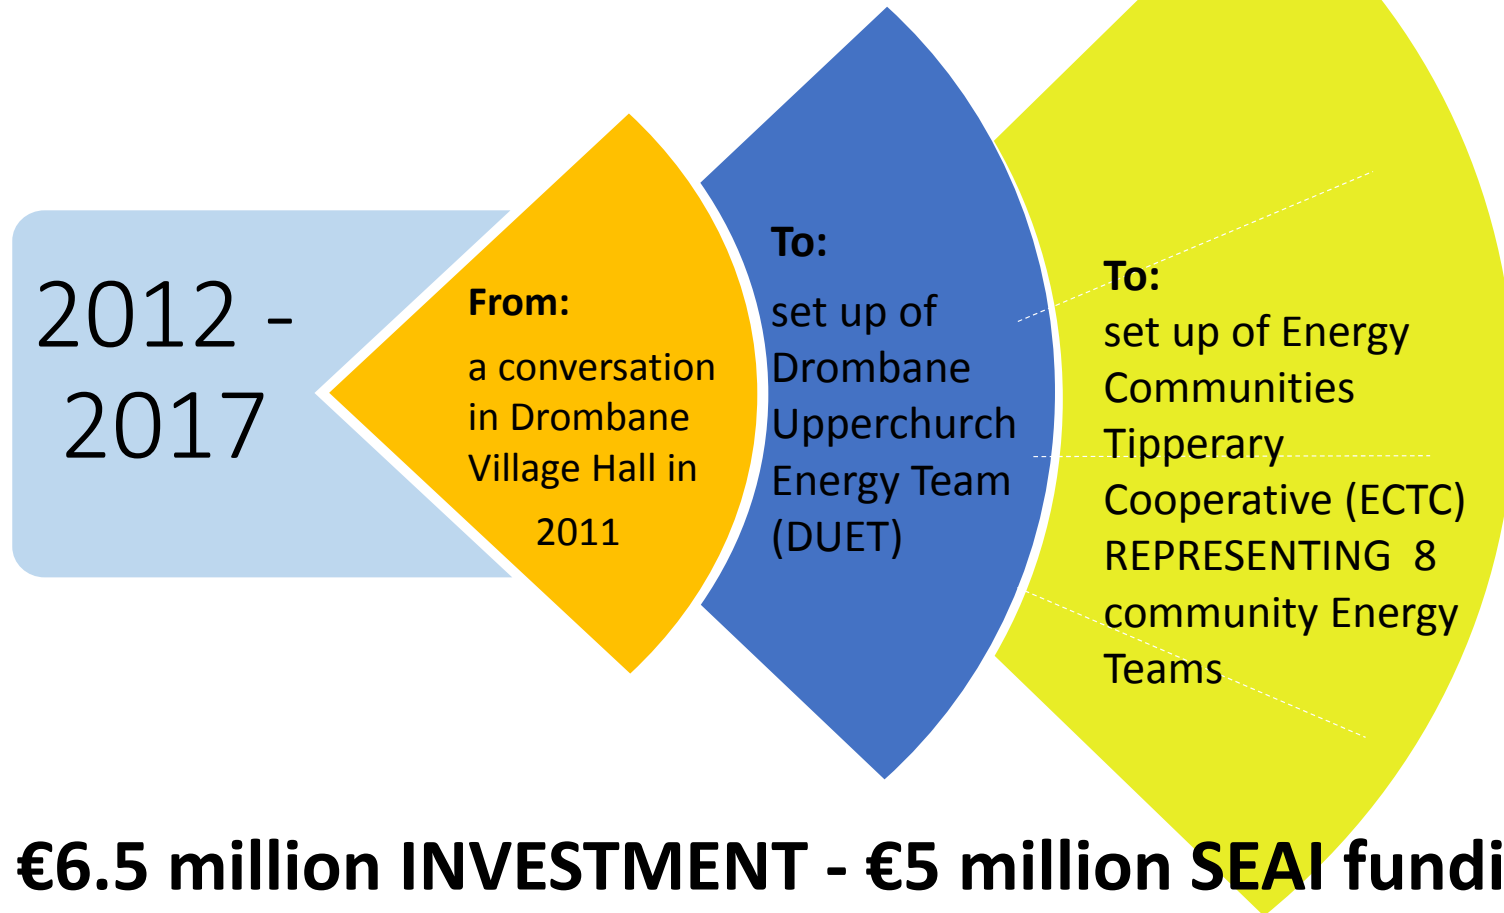 2012 -
2017
From:
a conversation
in Drombane
Village Hall in
2011
To:
set up of
Drombane
Upperchurch
Energy Team
(DUET)
To:
set up of Energy
Communities
Tipperary
Cooperative (ECTC)
REPRESENTING 8
community Energy
Teams
€6.5 million INVESTMENT - €5 million SEAI fundi